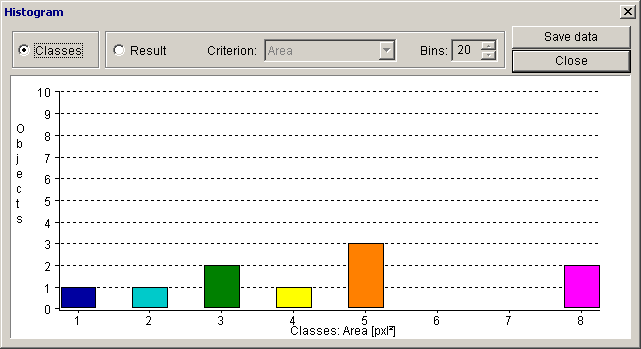 Histogram
Classes Result Criterion: Area Bins: 20 Save data
Close
Objects
10
9
8
7
6
5
4
3
2
1
0
1 2 3 4 5 6 7 8
Classes: Area [pxl²]